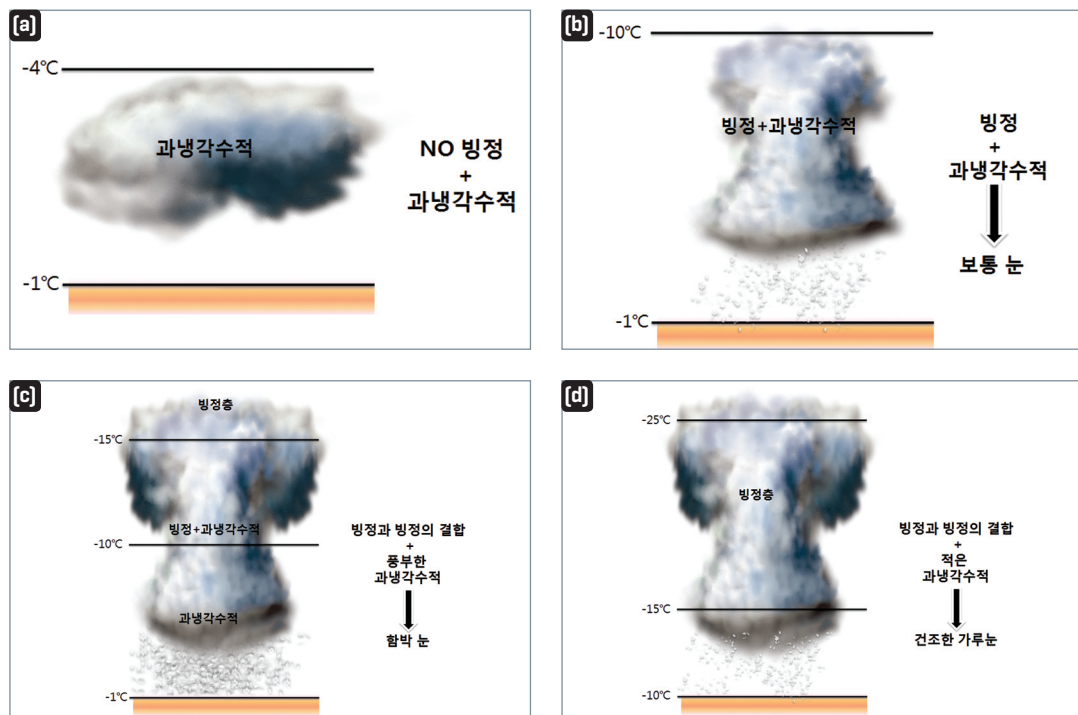 (a)
-4℃
과냉각수적
NO 빙정
+
과냉각수적
-1℃
(b)
-10℃
빙정+과냉각수적
빙정
+
과냉각수적
보통 눈
-1℃
(c)
빙정층
-15℃
빙정+과냉각수적
-10℃
과냉각수적
-1℃
빙정과 빙정의 결합
+
풍부한
과냉각수적
함박 눈
(d)
-25℃
빙정층
-15℃
-10℃
빙정과 빙정의 결합
+
적은
과냉각수적
건조한 가루눈